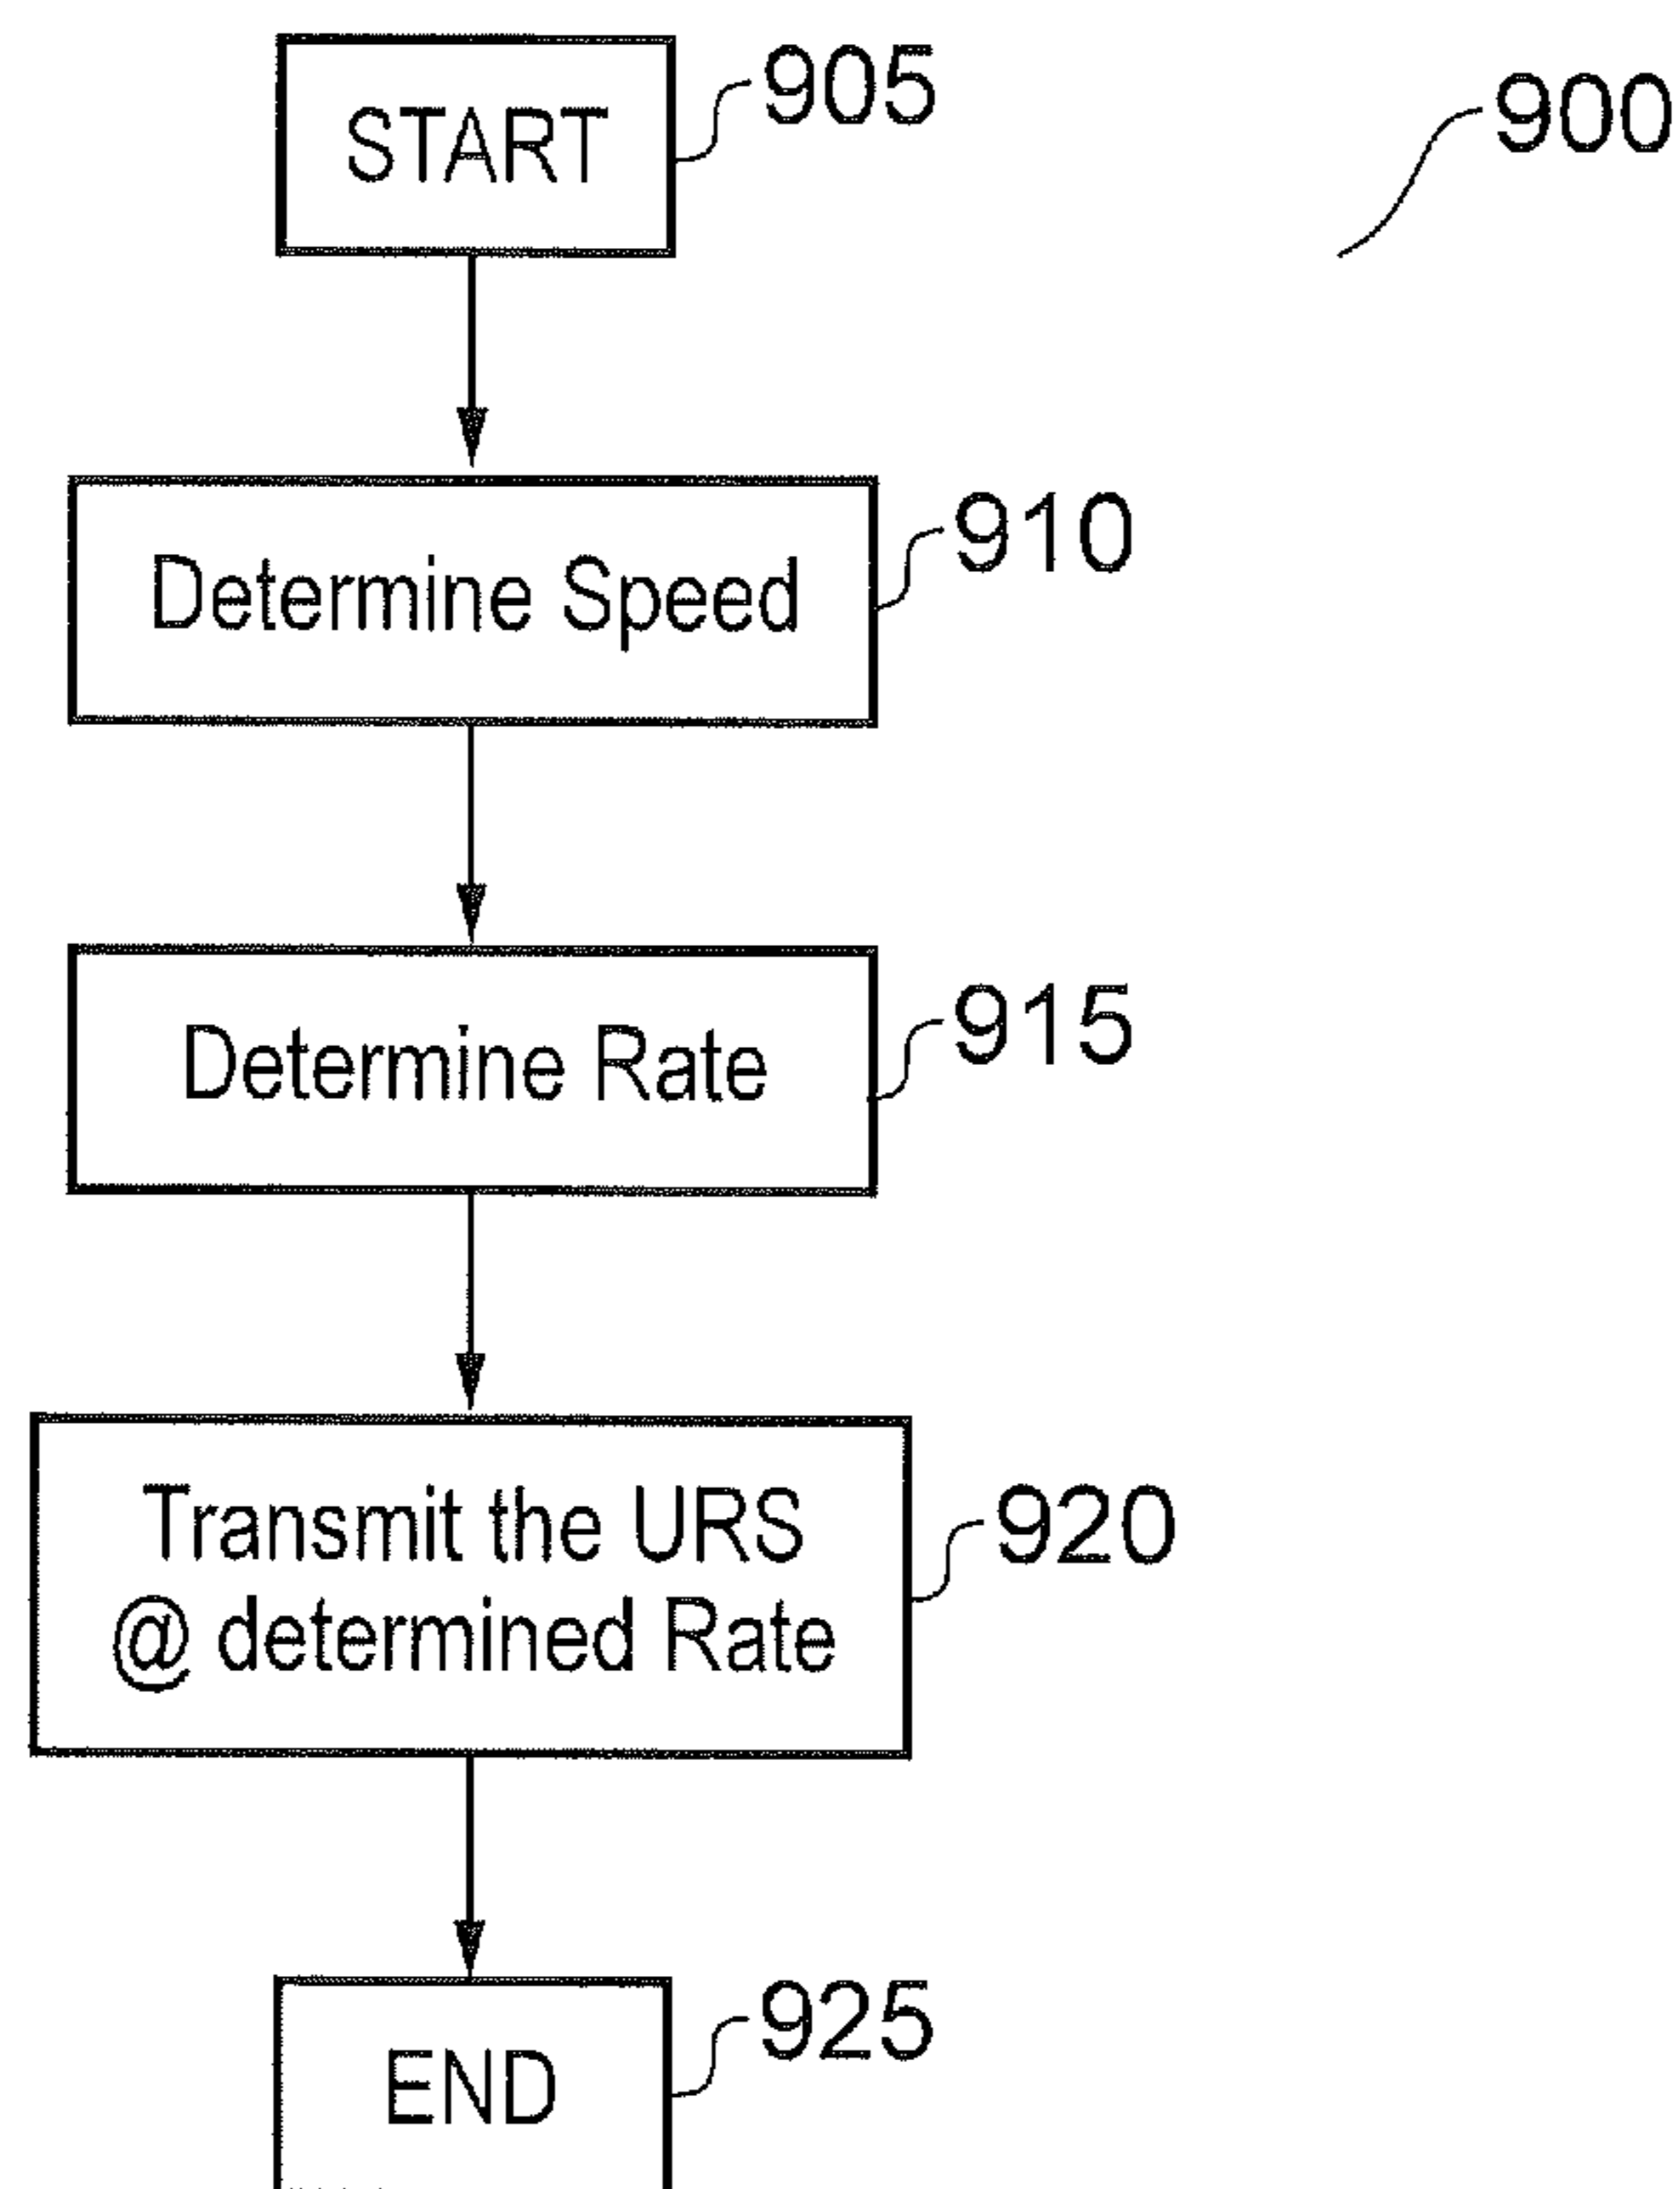 START
905
900
Determine Speed
910
Determine Rate
915
Transmit the URS
@ determined Rate
920
END
925